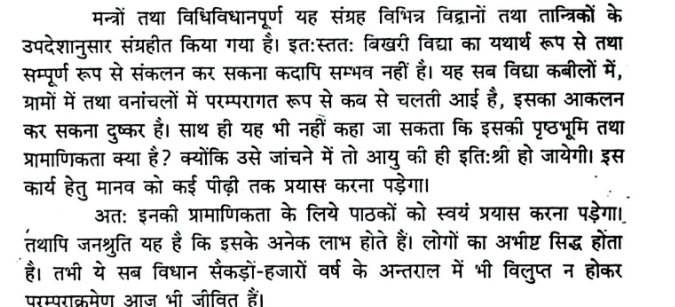 मन्त्रों तथा विधिविधानपूर्ण यह संग्रह विभिन्न विद्वानों तथा तान्त्रिकों के
उपदेशानुसार संग्रहीत किया गया है। इत:स्तत: बिखरी विद्या का यथार्थ रूप से तथा
सम्पूर्ण रूप से संकलन कर सकना कदापि सम्भव नहीं है। यह सब विद्या कबीलों में,
ग्रामों में तथा वनांचलों में परम्परागत रूप से कब से चलती आई है, इसका आकलन
कर सकना दुष्कर है। साथ ही यह भी नहीं कहा जा सकता कि इसकी पृष्ठभूमि तथा
प्रामाणिकता क्या है? क्योंकि उसे जांचने में तो आयु की ही इति:श्री हो जायेगी। इस
कार्य हेतु मानव को कई पीढ़ी तक प्रयास करना पड़ेगा।
अत: इनकी प्रामाणिकता के लिये पाठकों को स्वयं प्रयास करना पड़ेगा।
तथापि जनश्रुति यह है कि इसके अनेक लाभ होते हैं। लोगों का अभीष्ट सिद्ध होता
है। तभी ये सब विधान सैकड़ों-हजारों वर्ष के अन्तराल में भी विलुप्त न होकर
परम्पराक्रमेण आज भी जीवित हैं।